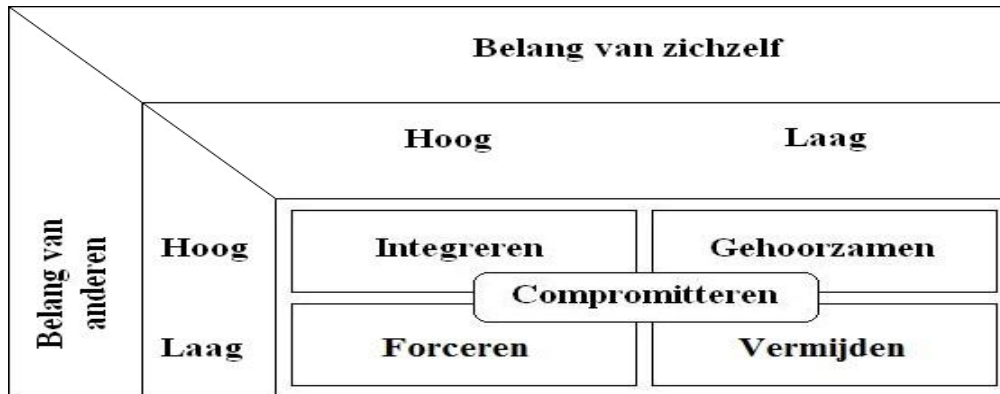 Belang van zichzelf
Hoog
Laag
Belang van
anderen
Hoog
Integreren
Gehoorzamen
Compromitteren
Laag
Forceren
Vermijden